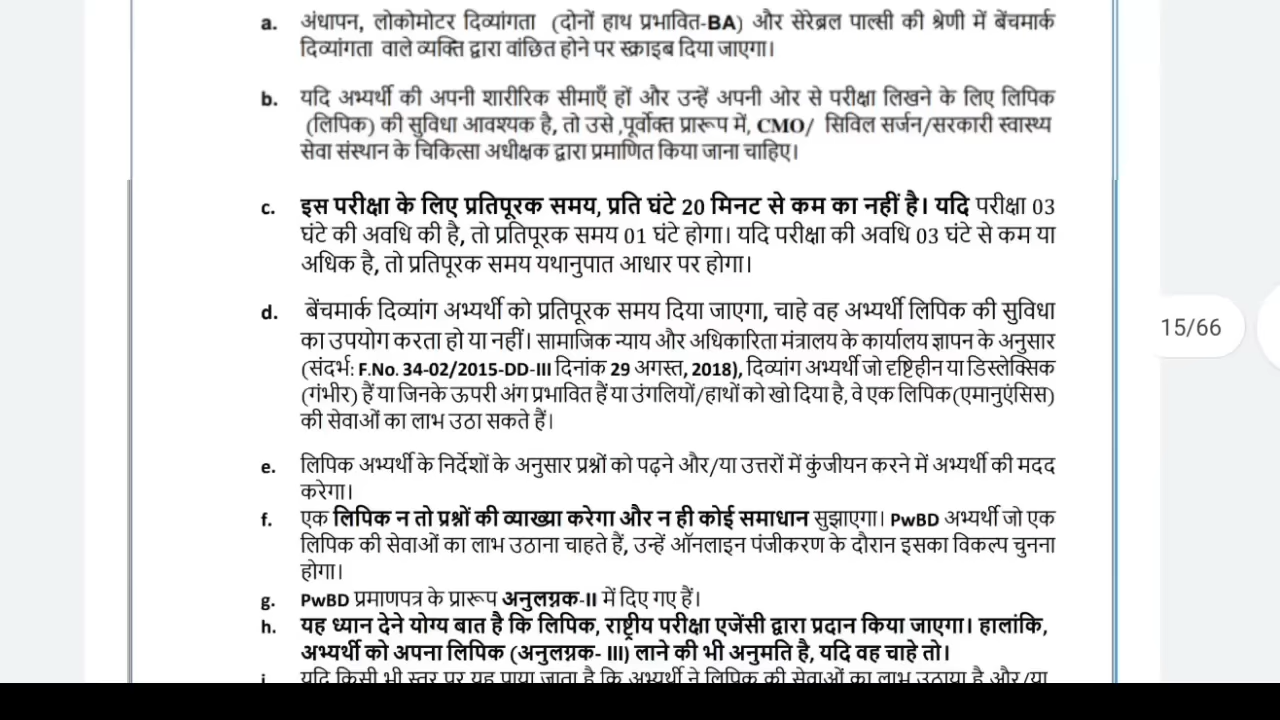 a. अंधापन, लोकोमोटर दिव्यांगता (दोनों हाथ प्रभावित-BA) और सेरेब्रल पाल्सी की श्रेणी में बेंचमार्क
दिव्यांगता वाले व्यक्ति द्वारा वांछित होने पर स्क्राइब दिया जाएगा।
b. यदि अभ्यर्थी की अपनी शारीरिक सीमाएँ हों और उन्हें अपनी ओर से परीक्षा लिखने के लिए लिपिक
(लिपिक) की सुविधा आवश्यक है, तो उसे ,पूर्वोक्त प्रारूप में, CMO/ सिविल सर्जन/सरकारी स्वास्थ्य
सेवा संस्थान के चिकित्सा अधीक्षक द्वारा प्रमाणित किया जाना चाहिए।
c. इस परीक्षा के लिए प्रतिपूरक समय, प्रति घंटे 20 मिनट से कम का नहीं है। यदि परीक्षा 03
घंटे की अवधि की है, तो प्रतिपूरक समय 01 घंटे होगा। यदि परीक्षा की अवधि 03 घंटे से कम या
अधिक है, तो प्रतिपूरक समय यथानुपात आधार पर होगा।
d. बेंचमार्क दिव्यांग अभ्यर्थी को प्रतिपूरक समय दिया जाएगा, चाहे वह अभ्यर्थी लिपिक की सुविधा
का उपयोग करता हो या नहीं। सामाजिक न्याय और अधिकारिता मंत्रालय के कार्यालय ज्ञापन के अनुसार
(संदर्भ: F.No. 34-02/2015-DD-III दिनांक 29 अगस्त, 2018), दिव्यांग अभ्यर्थी जो दृष्टिहीन या डिस्लेक्सिक
(गंभीर) हैं या जिनके ऊपरी अंग प्रभावित हैं या उंगलियों/हाथों को खो दिया है, वे एक लिपिक(एमानुएंसिस)
की सेवाओं का लाभ उठा सकते हैं।
15/66
e. लिपिक अभ्यर्थी के निर्देशों के अनुसार प्रश्नों को पढ़ने और/या उत्तरों में कुंजीयन करने में अभ्यर्थी की मदद
करेगा।
f. एक लिपिक न तो प्रश्नों की व्याख्या करेगा और न ही कोई समाधान सुझाएगा। PwBD अभ्यर्थी जो एक
लिपिक की सेवाओं का लाभ उठाना चाहते हैं, उन्हें ऑनलाइन पंजीकरण के दौरान इसका विकल्प चुनना
होगा।
g. PwBD प्रमाणपत्र के प्रारूप अनुलग्नक-II में दिए गए हैं।
h. यह ध्यान देने योग्य बात है कि लिपिक, राष्ट्रीय परीक्षा एजेंसी द्वारा प्रदान किया जाएगा। हालांकि,
अभ्यर्थी को अपना लिपिक (अनुलग्नक- III) लाने की भी अनुमति है, यदि वह चाहे तो।
i. यदि किसी भी स्तर पर यह पाया जाता है कि अभ्यर्थी ने लिपिक की सेवाओं का लाभ उठाया है और/या